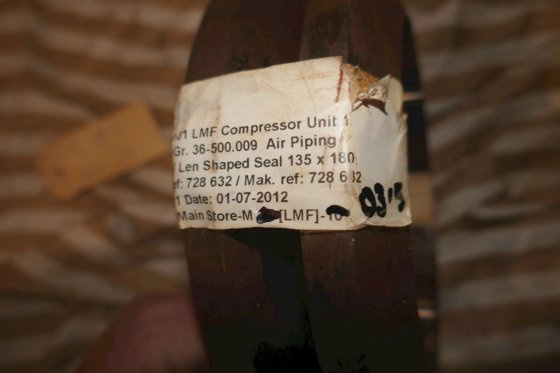 LMF Compressor Unit 1
Gr. 36-500.009 Air Piping
Len Shaped Seal 135 x 180
ef: 728 632 / Mak. ref: 728 632
1 Date: 01-07-2012
Main Store-M [LMF]-10